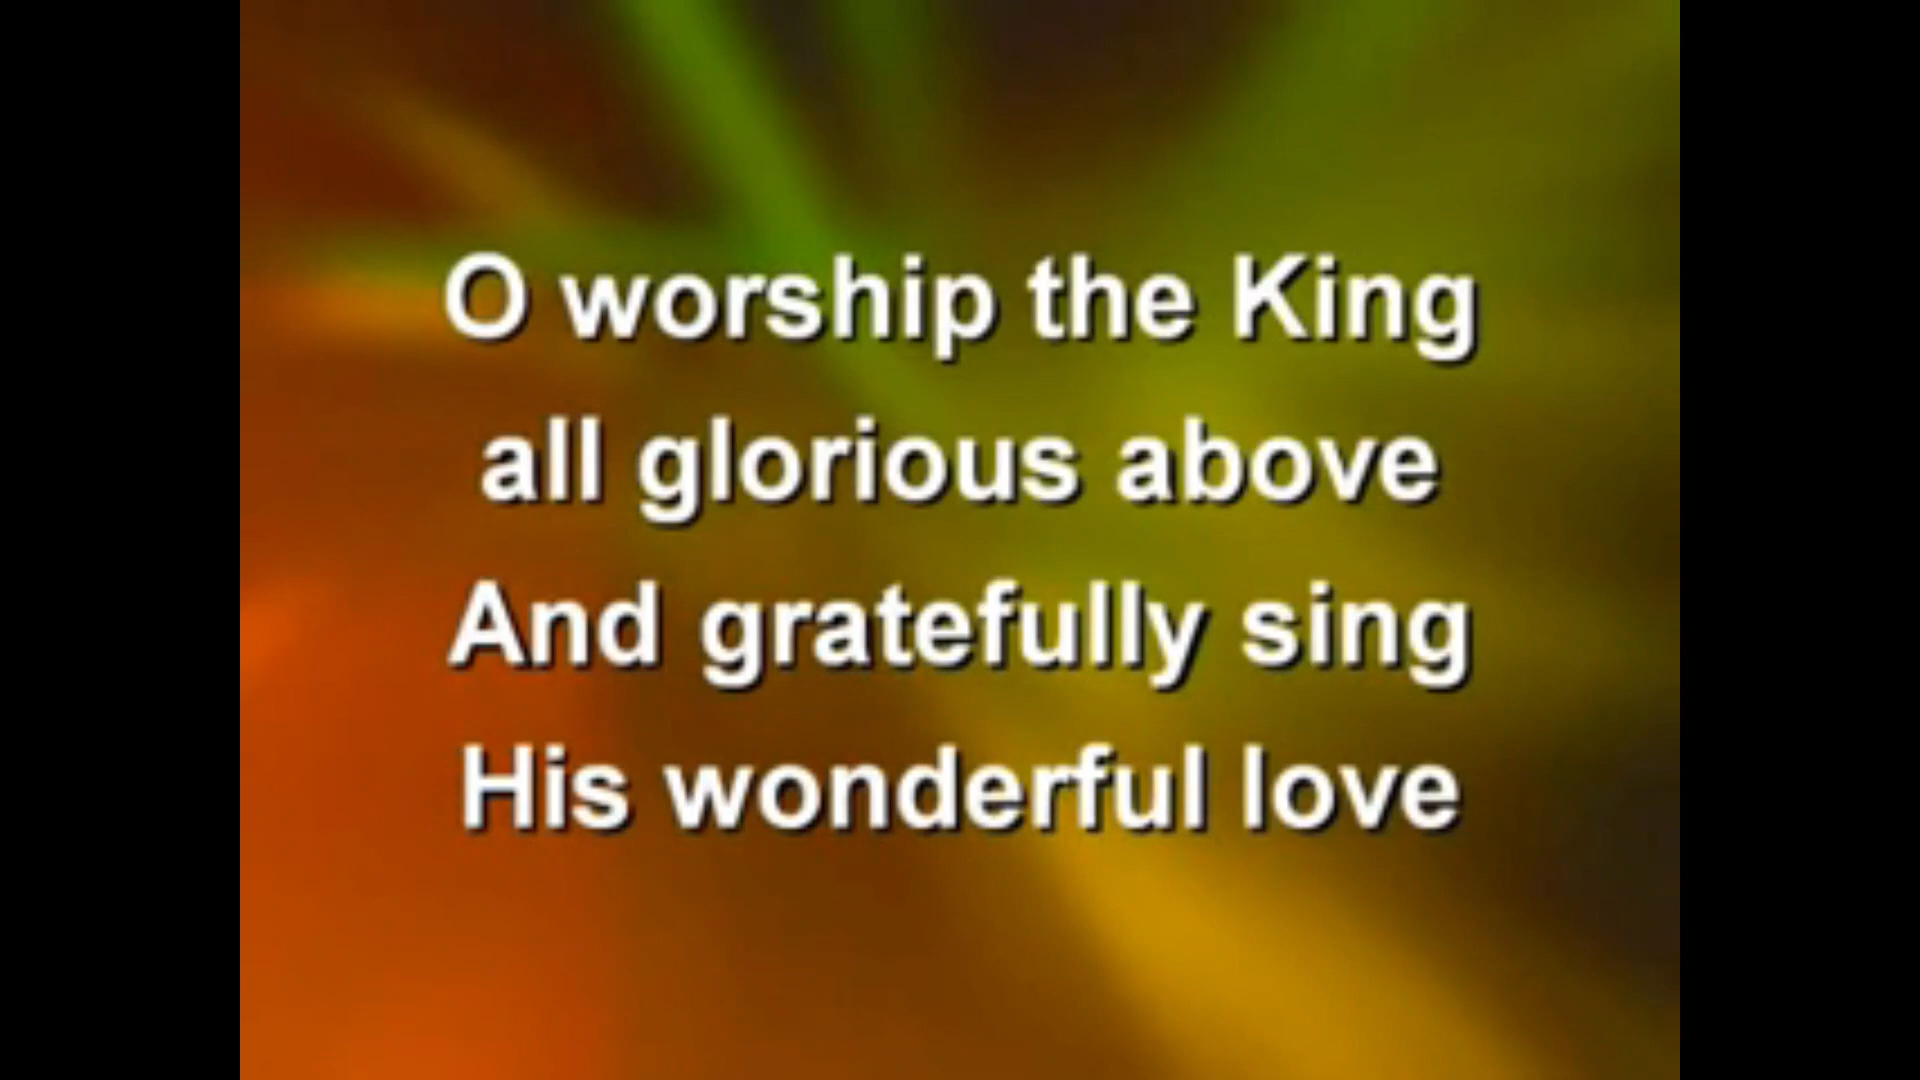 O worship the King
all glorious above
And gratefully sing
His wonderful love